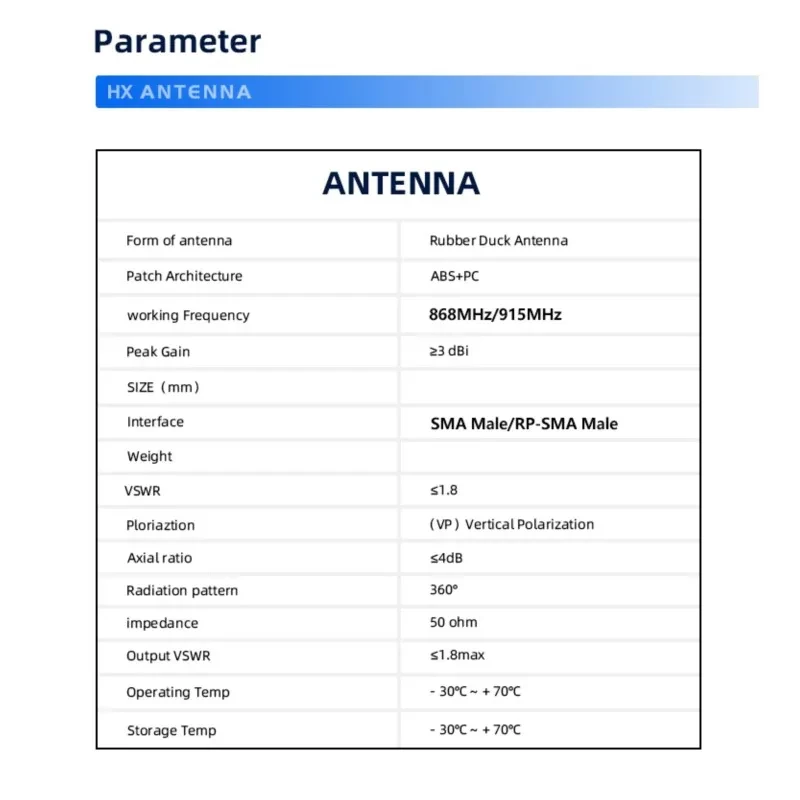 Parameter
HX ANTENNA
ANTENNA
Form of antenna Rubber Duck Antenna
Patch Architecture ABS+PC
working Frequency 868MHz/915MHz
Peak Gain ≥3 dBi
SIZE (mm)
Interface SMA Male/RP-SMA Male
Weight
VSWR ≤1.8
Ploriaztion (VP) Vertical Polarization
Axial ratio ≤4dB
Radiation pattern 360°
impedance 50 ohm
Output VSWR ≤1.8max
Operating Temp - 30℃ ~ + 70℃
Storage Temp - 30℃ ~ + 70℃